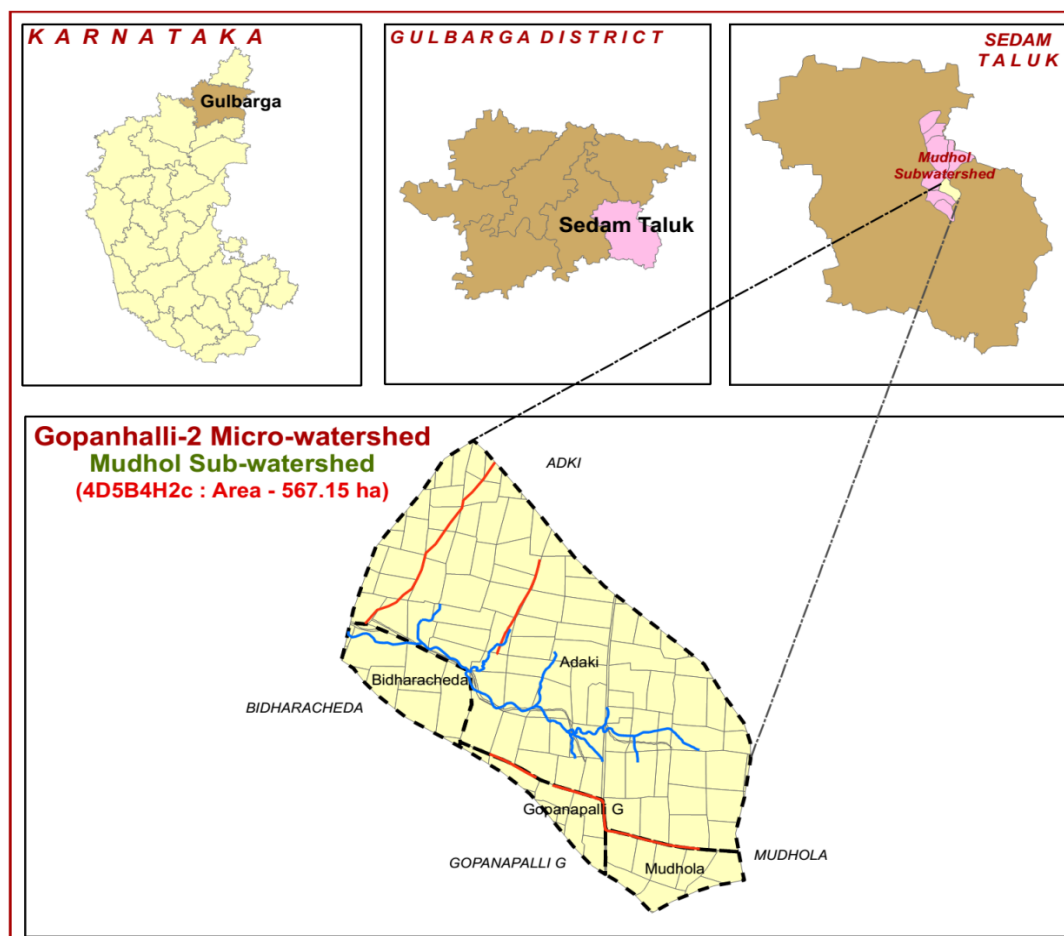 KARNATAKA
Gulbarga
GULBARGA DISTRICT
Sedam Taluk
SEDAM
TALUK
Mudhol
Subwatershed
Gopanhalli-2 Micro-watershed
Mudhol Sub-watershed
(4D5B4H2c : Area - 567.15 ha)
ADKI
Adaki
Bidharacheda
BIDHARACHEDA
Gopanapalli G
GOPANAPALLI G
MUDHOLA
Mudhola